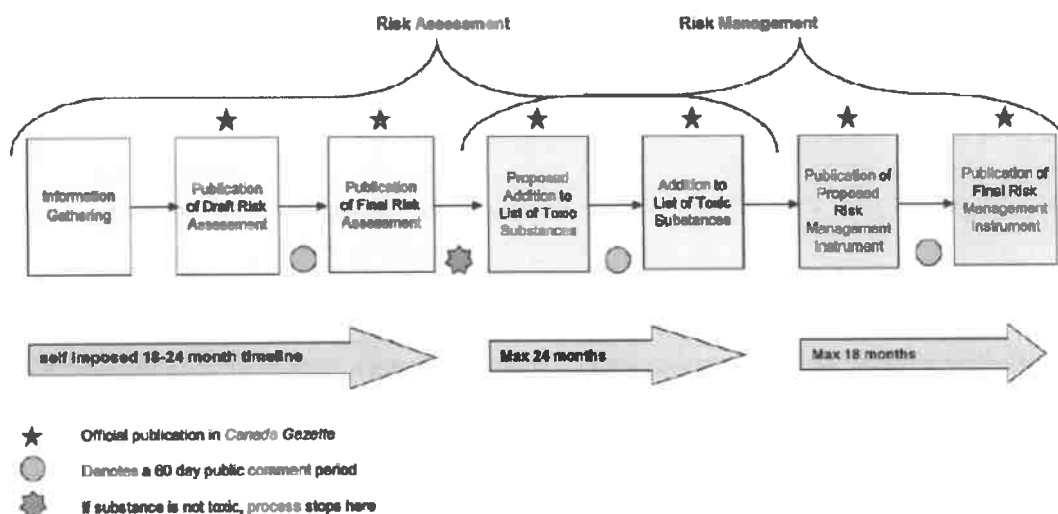 Risk Assessment
Risk Management
Information
Gathering
Publication
of Draft Risk
Assessment
Publication
of Final Risk
Assessment
Proposed
Addition to
List of Toxic
Substances
Addition to
List of Toxic
Substances
Publication of
Proposed
Risk
Management
Instrument
Publication of
Final Risk
Management
Instrument
self imposed 18-24 month timeline
Max 24 months
Max 18 months
Official publication in Canada Gazette
Denotes a 60 day public comment period
If substance is not toxic, process stops here